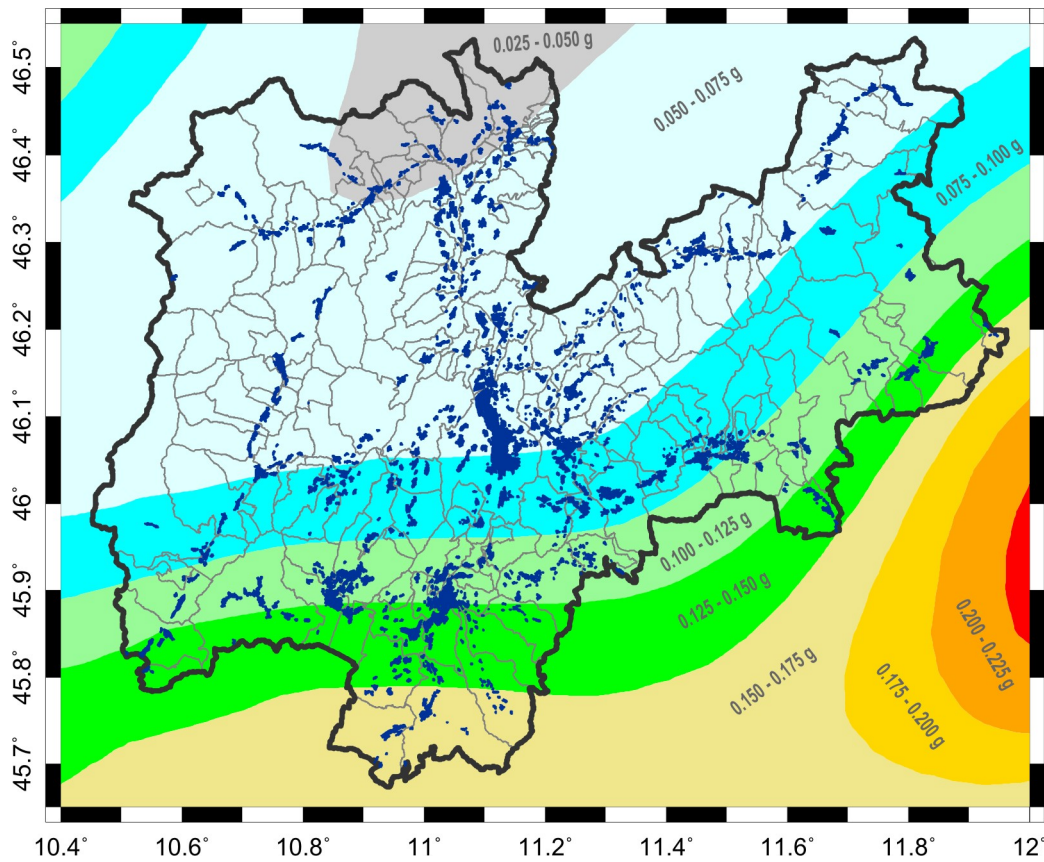 0.025 - 0.050 g
0.050 - 0.075 g
0.075 - 0.100 g
0.100 - 0.125 g
0.125 - 0.150 g
0.150 - 0.175 g
0.175 - 0.200 g
0.200 - 0.225 g
46.5°
46.4°
46.3°
46.2°
46.1°
46°
45.9°
45.8°
45.7°
10.4° 10.6° 10.8° 11° 11.2° 11.4° 11.6° 11.8° 12°